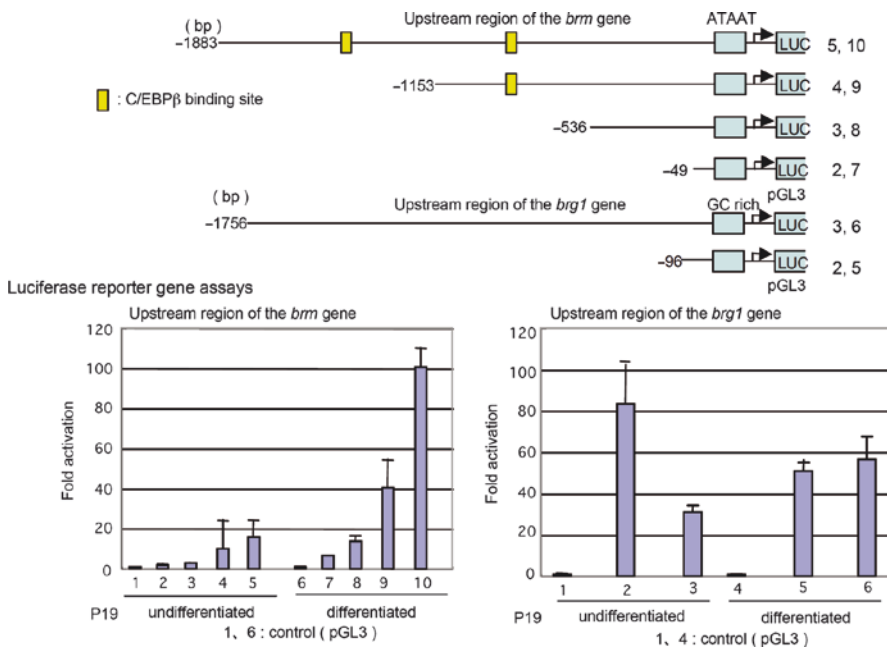 ( bp )
Upstream region of the brm gene
ATAAT
−1883
LUC
5, 10
−1153
LUC
4, 9
: C/EBPβ binding site
−536
LUC
3, 8
−49
LUC
2, 7
pGL3
( bp )
Upstream region of the brg1 gene
GC rich
−1756
LUC
3, 6
−96
LUC
2, 5
pGL3
Luciferase reporter gene assays
Upstream region of the brm gene
120
100
80
60
40
20
0
Fold activation
1 2 3 4 5 6 7 8 9 10
P19 undifferentiated differentiated
1、6 : control ( pGL3 )
Upstream region of the brg1 gene
120
100
80
60
40
20
0
Fold activation
1 2 3 4 5 6
P19 undifferentiated differentiated
1、4 : control ( pGL3 )